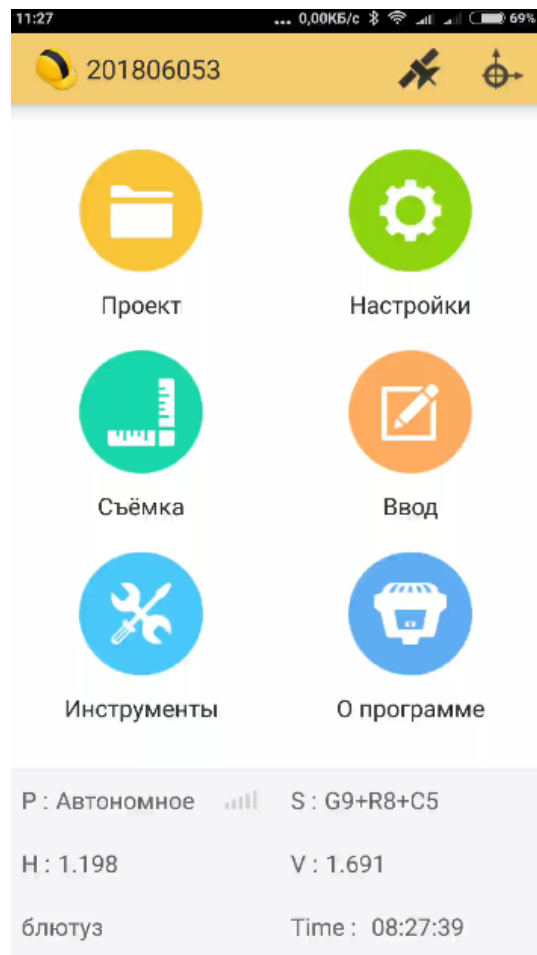 11:27 ... 0,00КБ/с 69%
201806053
Проект Настройки
Съёмка Ввод
Инструменты О программе
P : Автономное S : G9+R8+C5
H : 1.198 V : 1.691
блютуз Time : 08:27:39